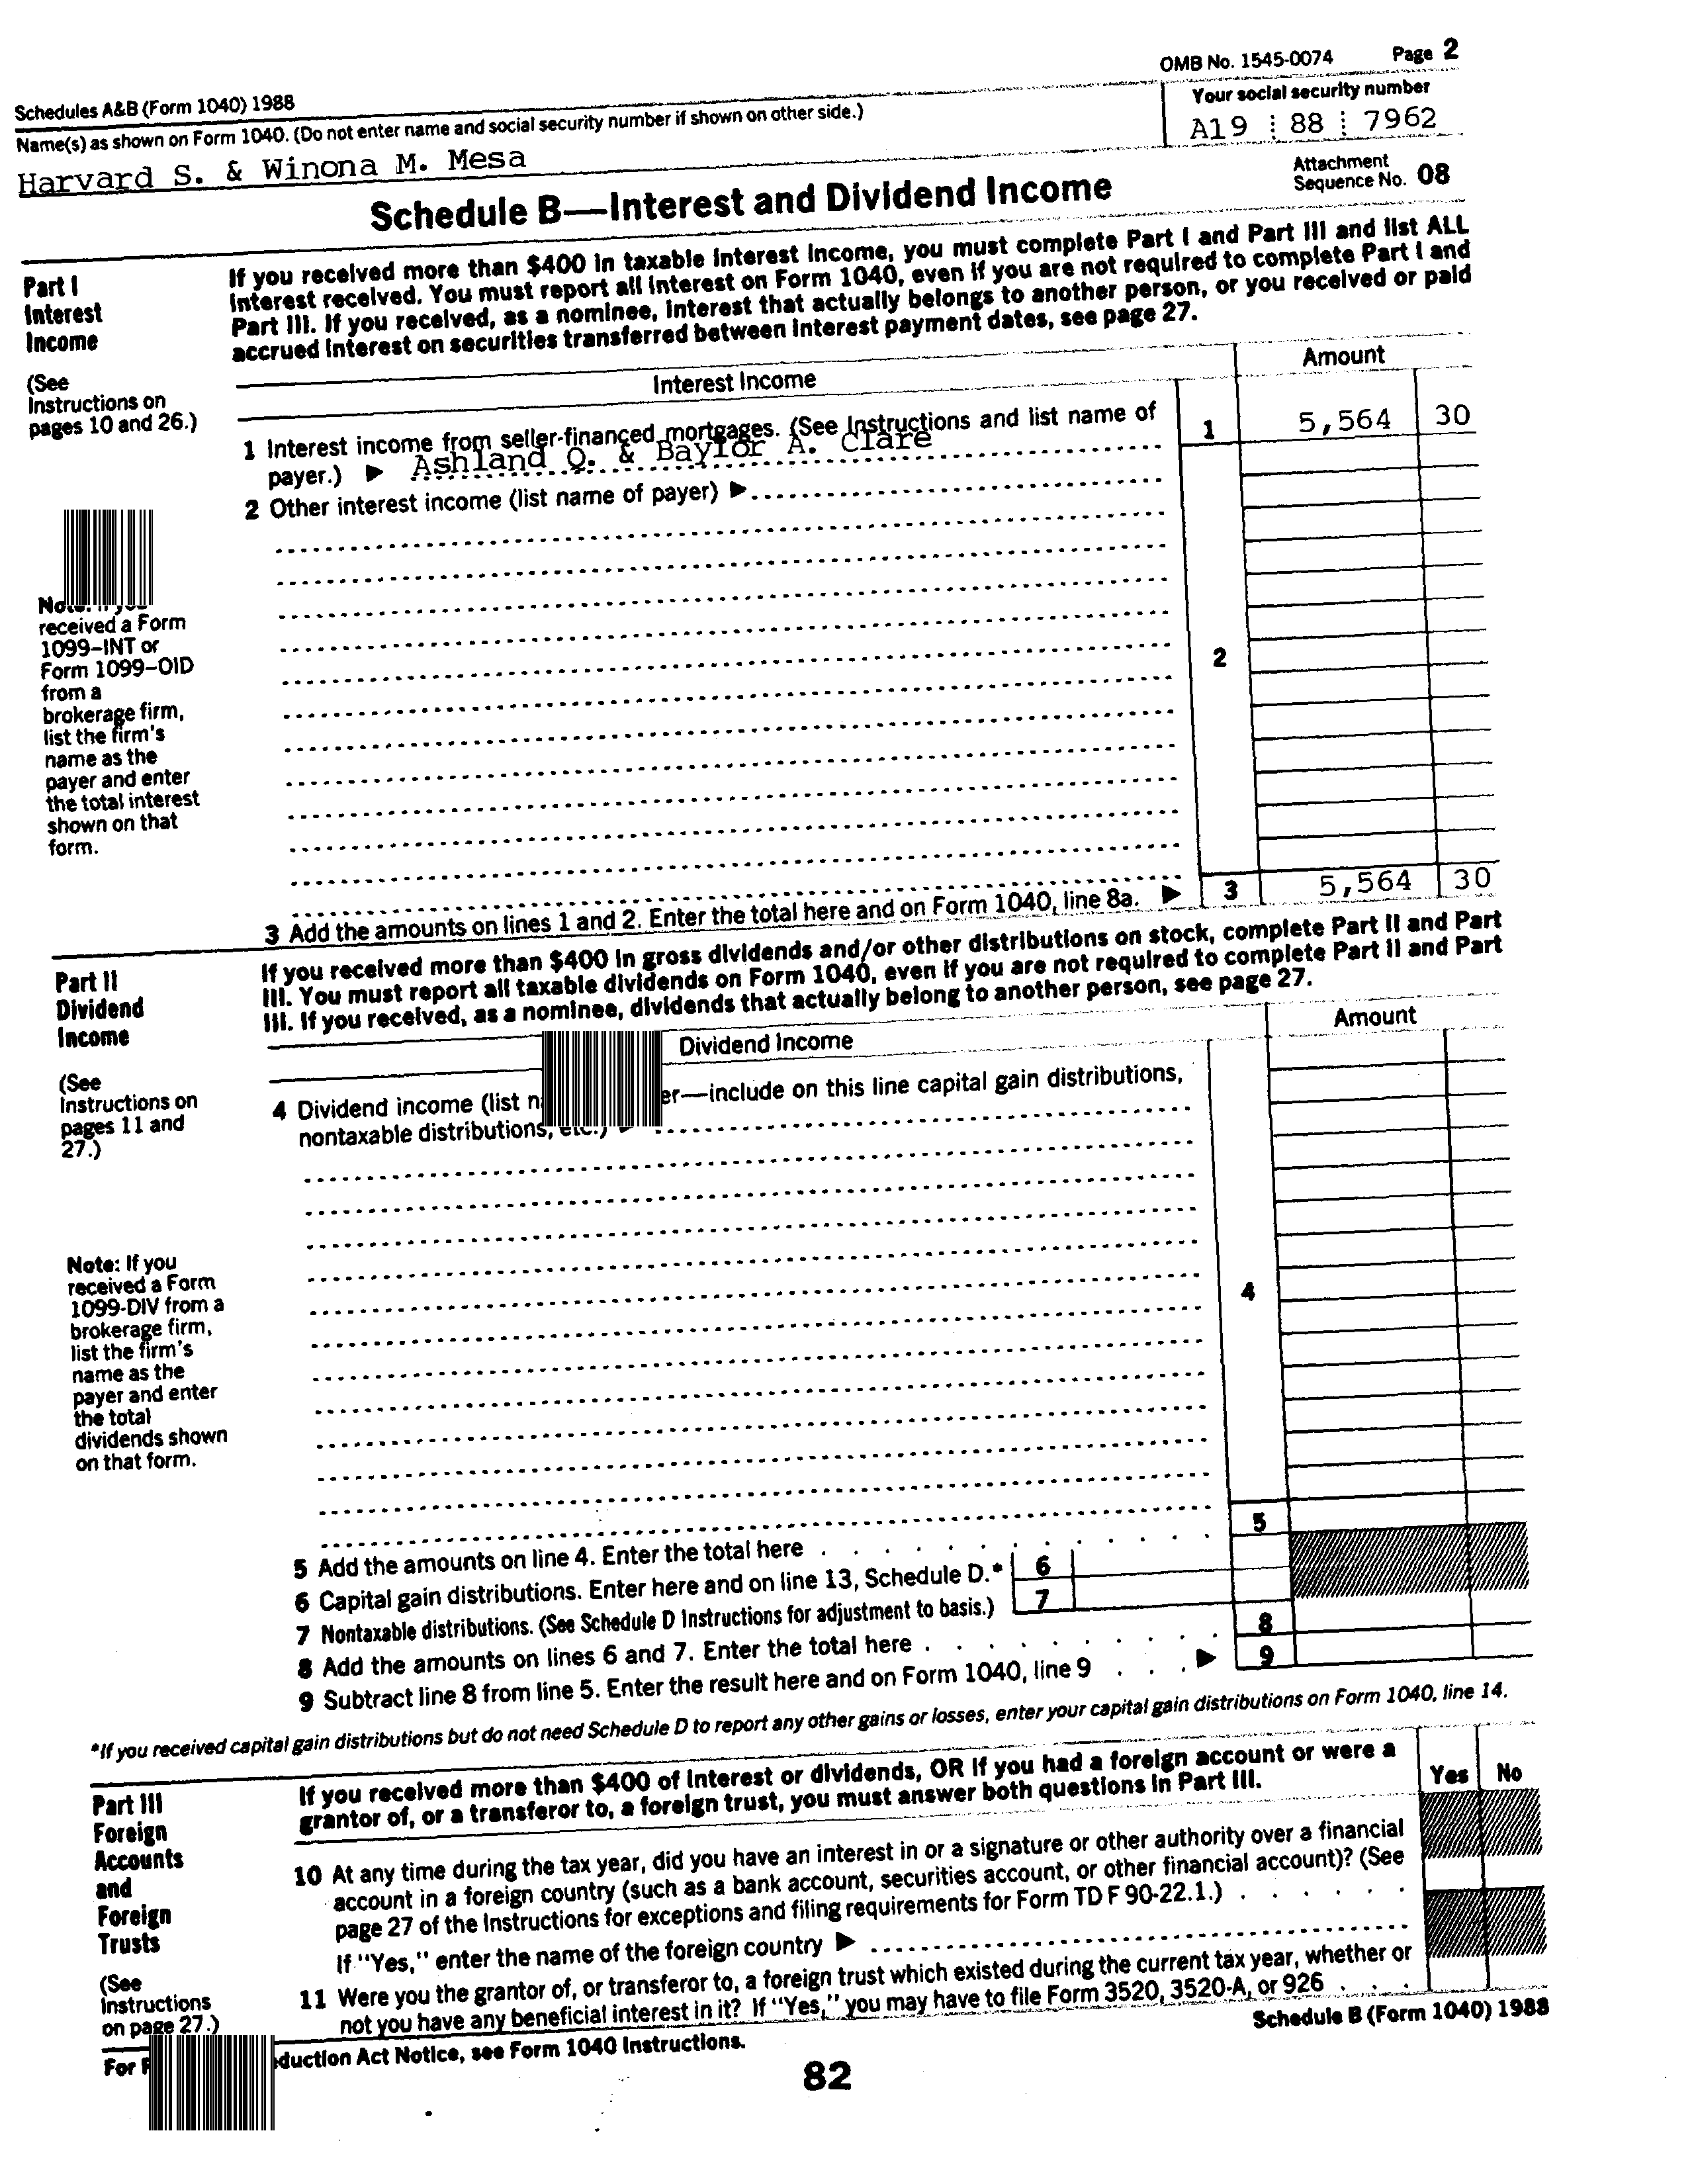 OMB No. 1545-0074 Page 2
Schedules A&B (Form 1040) 1988
Name(s) as shown on Form 1040. (Do not enter name and social security number if shown on other side.)
Your social security number
Harvard S. & Winona M. Mesa
A19 88 7962
Schedule B—Interest and Dividend Income
Attachment
Sequence No. 08
Part I
Interest
Income
(See
Instructions on
pages 10 and 26.)
If you received more than $400 in taxable interest income, you must complete Part I and Part III and list ALL
interest received. You must report all interest on Form 1040, even if you are not required to complete Part I and
Part III. If you received, as a nominee, interest that actually belongs to another person, or you received or paid
accrued interest on securities transferred between interest payment dates, see page 27.
Interest Income
Amount
1 Interest income from seller-financed mortgages. (See Instructions and list name of
payer.) ▶ Ashland Q. & Baylor A. Clare
1 5,564 30
2 Other interest income (list name of payer) ▶
received a Form
1099–INT or
Form 1099–OID
from a
brokerage firm,
list the firm's
name as the
payer and enter
the total interest
shown on that
form.
2
3 Add the amounts on lines 1 and 2. Enter the total here and on Form 1040, line 8a. ▶ 3 5,564 30
Part II
Dividend
Income
(See
Instructions on
pages 11 and
27.)
If you received more than $400 in gross dividends and/or other distributions on stock, complete Part II and Part
III. You must report all taxable dividends on Form 1040, even if you are not required to complete Part II and Part
III. If you received, as a nominee, dividends that actually belong to another person, see page 27.
Dividend Income
Amount
4 Dividend income (list —include on this line capital gain distributions,
nontaxable distributions,
Note: If you
received a Form
1099-DIV from a
brokerage firm,
list the firm's
name as the
payer and enter
the total
dividends shown
on that form.
4
5 Add the amounts on line 4. Enter the total here 5
6 Capital gain distributions. Enter here and on line 13, Schedule D.* 6
7 Nontaxable distributions. (See Schedule D Instructions for adjustment to basis.) 7
8 Add the amounts on lines 6 and 7. Enter the total here 8
9 Subtract line 8 from line 5. Enter the result here and on Form 1040, line 9 ▶ 9
*If you received capital gain distributions but do not need Schedule D to report any other gains or losses, enter your capital gain distributions on Form 1040, line 14.
Part III
Foreign
Accounts
and
Foreign
Trusts
(See
Instructions
on page 27.)
If you received more than $400 of interest or dividends, OR if you had a foreign account or were a
grantor of, or a transferor to, a foreign trust, you must answer both questions in Part III.
Yes No
10 At any time during the tax year, did you have an interest in or a signature or other authority over a financial
account in a foreign country (such as a bank account, securities account, or other financial account)? (See
page 27 of the Instructions for exceptions and filing requirements for Form TD F 90-22.1.)
If "Yes," enter the name of the foreign country ▶
11 Were you the grantor of, or transferor to, a foreign trust which existed during the current tax year, whether or
not you have any beneficial interest in it? If "Yes," you may have to file Form 3520, 3520-A, or 926
For Act Notice, see Form 1040 Instructions.
Schedule B (Form 1040) 1988
82